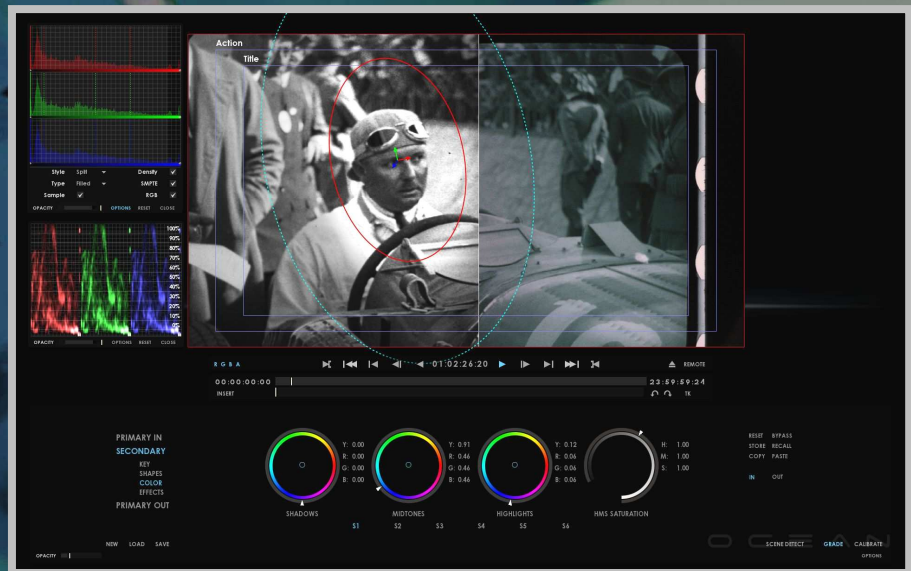 Action
Title
Style Split Density
Type Filled SMPTE
Sample RGB
OPACITY OPTIONS RESET CLOSE
100%
90%
80%
70%
60%
50%
40%
30%
20%
10%
0%
OPACITY OPTIONS RESET CLOSE
R G B A 01:02:26:20 REMOTE
00:00:00:00 23:59:59:24
INSERT TK
PRIMARY IN
SECONDARY
KEY
SHAPES
COLOR
EFFECTS
PRIMARY OUT
Y: 0.00
R: 0.00
G: 0.00
B: 0.00
SHADOWS
Y: 0.91
R: 0.46
G: 0.46
B: 0.46
MIDTONES
Y: 0.12
R: 0.06
G: 0.06
B: 0.06
HIGHLIGHTS
H: 1.00
M: 1.00
S: 1.00
HMS SATURATION
S1 S2 S3 S4 S5 S6
RESET BYPASS
STORE RECALL
COPY PASTE
IN OUT
NEW LOAD SAVE
OPACITY
OCEAN
SCENE DETECT GRADE CALIBRATE
OPTIONS